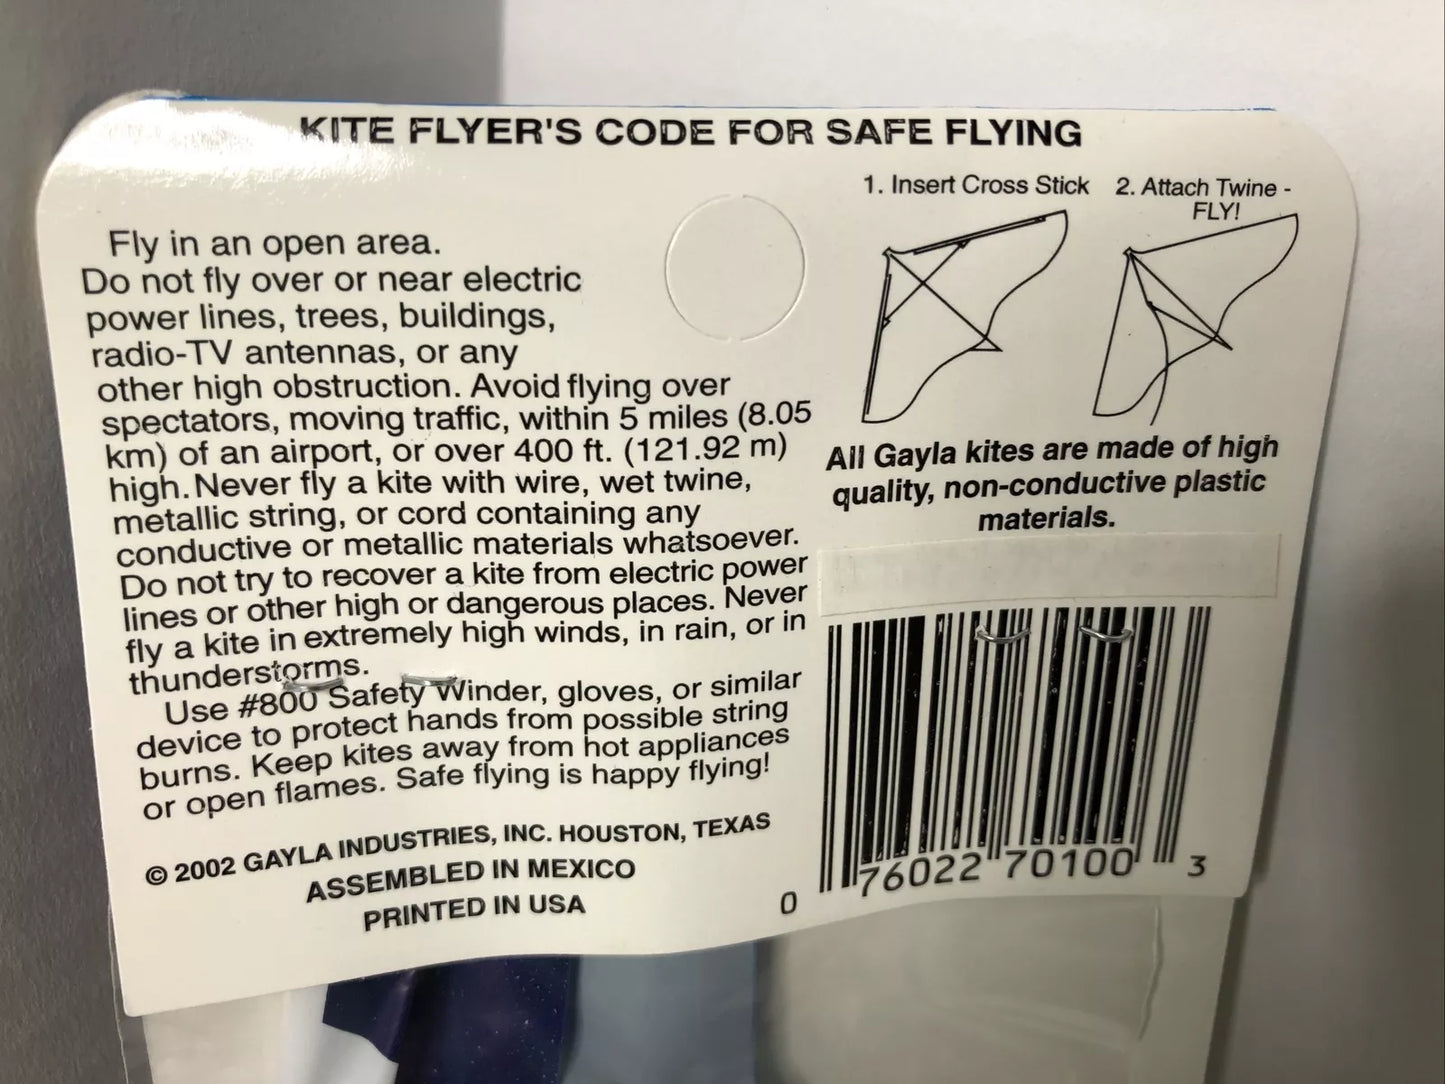 KITE FLYER'S CODE FOR SAFE FLYING
Fly in an open area.
Do not fly over or near electric
power lines, trees, buildings,
radio-TV antennas, or any
other high obstruction. Avoid flying over
spectators, moving traffic, within 5 miles (8.05
km) of an airport, or over 400 ft. (121.92 m)
high. Never fly a kite with wire, wet twine,
metallic string, or cord containing any
conductive or metallic materials whatsoever.
Do not try to recover a kite from electric power
lines or other high or dangerous places. Never
fly a kite in extremely high winds, in rain, or in
thunderstorms.
Use #800 Safety Winder, gloves, or similar
device to protect hands from possible string
burns. Keep kites away from hot appliances
or open flames. Safe flying is happy flying!
© 2002 GAYLA INDUSTRIES, INC. HOUSTON, TEXAS
ASSEMBLED IN MEXICO
PRINTED IN USA
1. Insert Cross Stick
2. Attach Twine -
FLY!
All Gayla kites are made of high
quality, non-conductive plastic
materials.
0 76022 70100 3